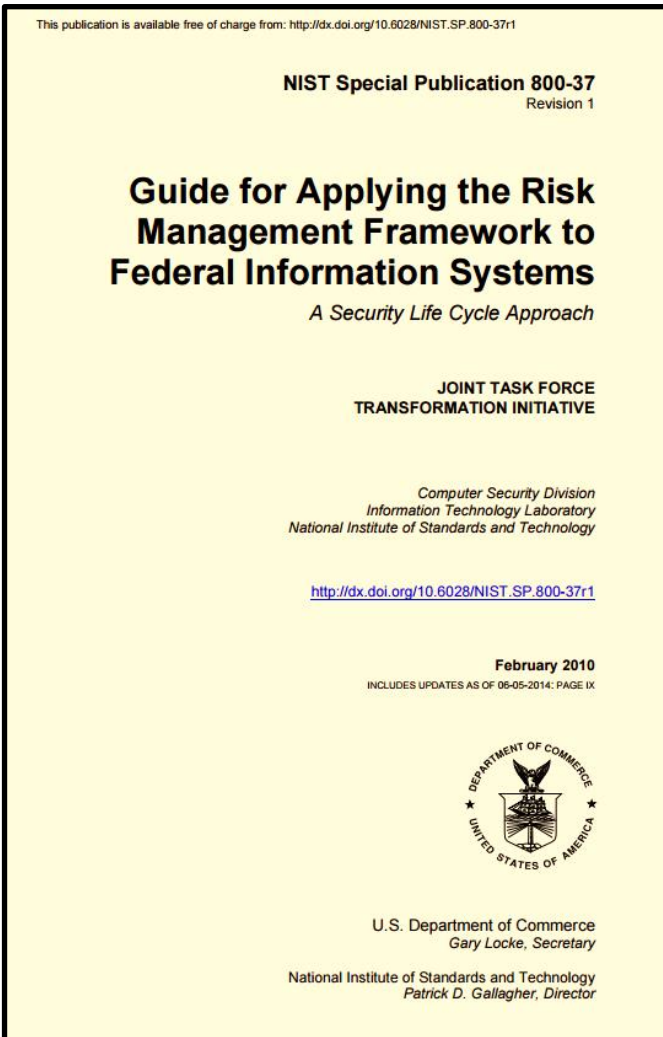 This publication is available free of charge from: http://dx.doi.org/10.6028/NIST.SP.800-37r1
NIST Special Publication 800-37
Revision 1
Guide for Applying the Risk
Management Framework to
Federal Information Systems
A Security Life Cycle Approach
JOINT TASK FORCE
TRANSFORMATION INITIATIVE
Computer Security Division
Information Technology Laboratory
National Institute of Standards and Technology
http://dx.doi.org/10.6028/NIST.SP.800-37r1
February 2010
INCLUDES UPDATES AS OF 06-05-2014: PAGE IX
DEPARTMENT OF COMMERCE
UNITED STATES OF AMERICA
U.S. Department of Commerce
Gary Locke, Secretary
National Institute of Standards and Technology
Patrick D. Gallagher, Director